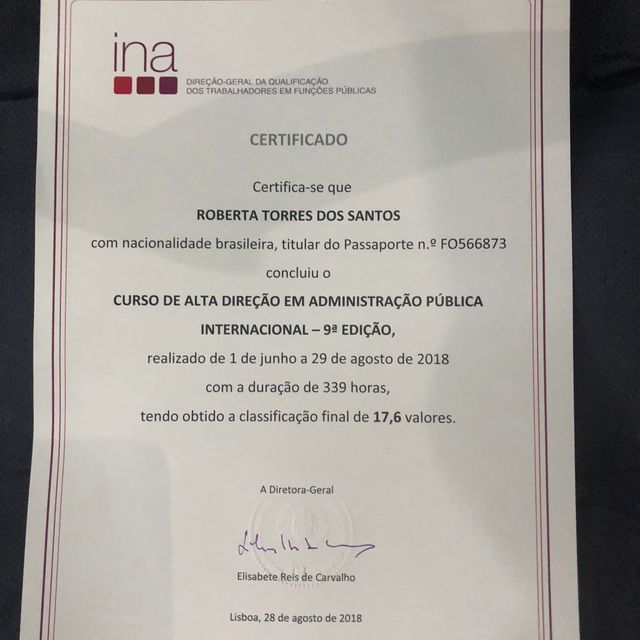 ina
DIREÇÃO-GERAL DA QUALIFICAÇÃO
DOS TRABALHADORES EM FUNÇÕES PÚBLICAS
CERTIFICADO
Certifica-se que
ROBERTA TORRES DOS SANTOS
com nacionalidade brasileira, titular do Passaporte n.º FO566873
concluiu o
CURSO DE ALTA DIREÇÃO EM ADMINISTRAÇÃO PÚBLICA
INTERNACIONAL – 9ª EDIÇÃO,
realizado de 1 de junho a 29 de agosto de 2018
com a duração de 339 horas,
tendo obtido a classificação final de 17,6 valores.
A Diretora-Geral
Elisabete Reis de Carvalho
Lisboa, 28 de agosto de 2018